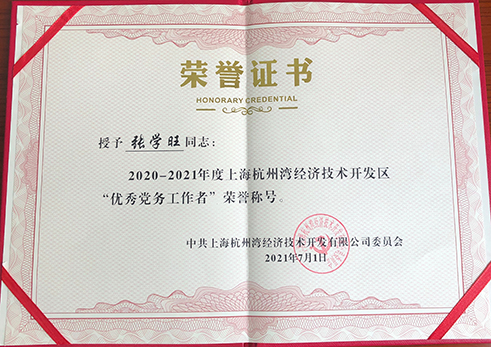 荣誉证书
HONORARY CREDENTIAL
授予 张学旺 同志：
2020-2021年度上海杭州湾经济技术开发区
“优秀党务工作者”荣誉称号。
中共上海杭州湾经济技术开发有限公司委员会
2021年7月1日